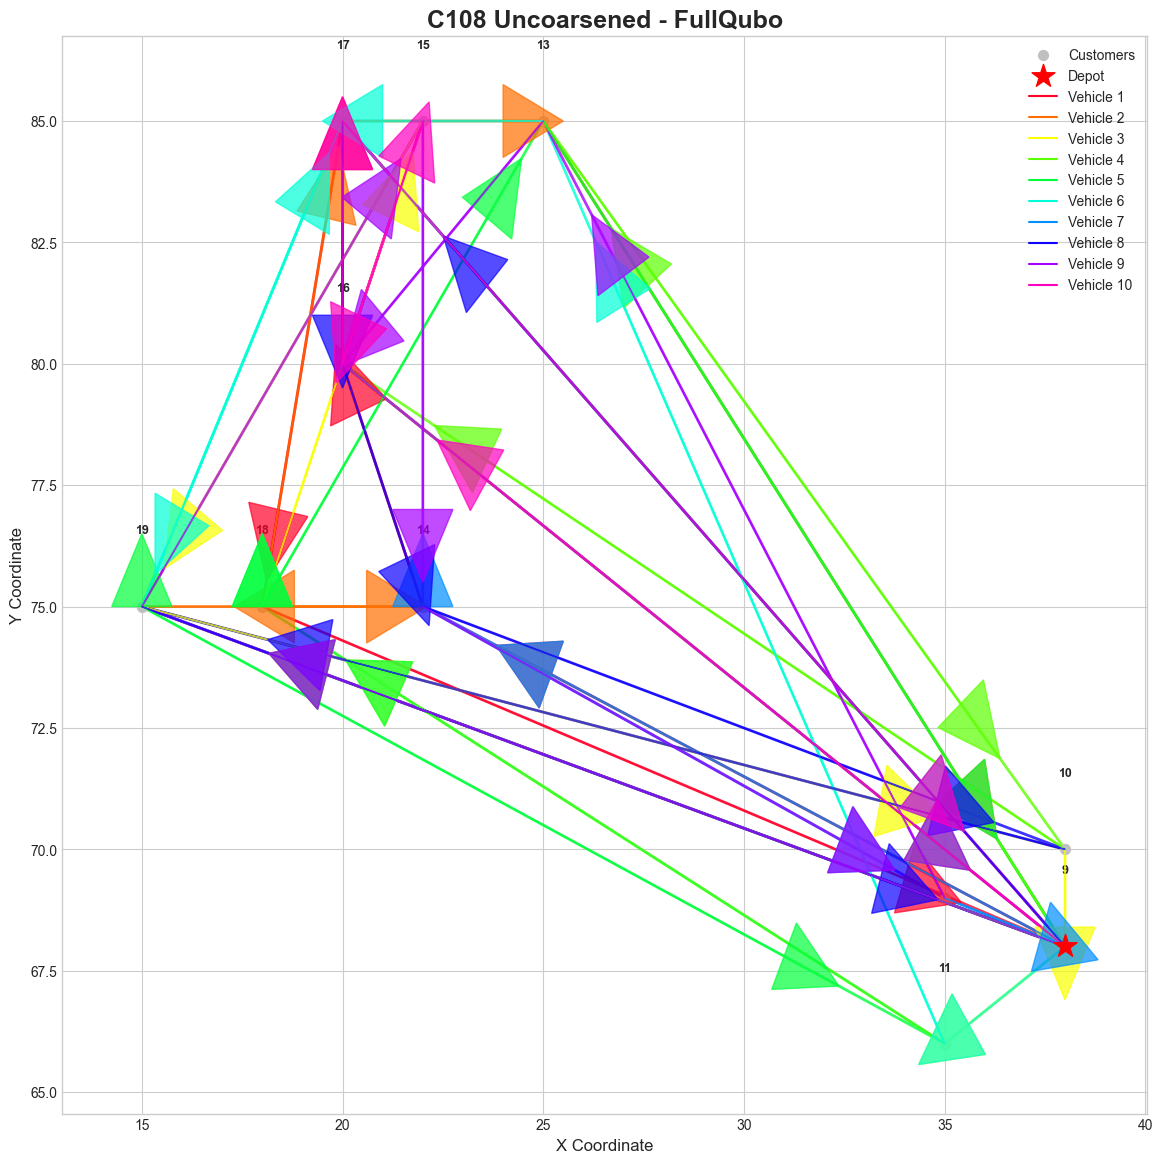 C108 Uncoarsened - FullQubo
17 15 13
Customers
Depot
Vehicle 1
Vehicle 2
Vehicle 3
Vehicle 4
Vehicle 5
Vehicle 6
Vehicle 7
Vehicle 8
Vehicle 9
Vehicle 10
16
19 18 14
10
9
11
85.0
82.5
80.0
77.5
75.0
72.5
70.0
67.5
65.0
Y Coordinate
15 20 25 30 35 40
X Coordinate